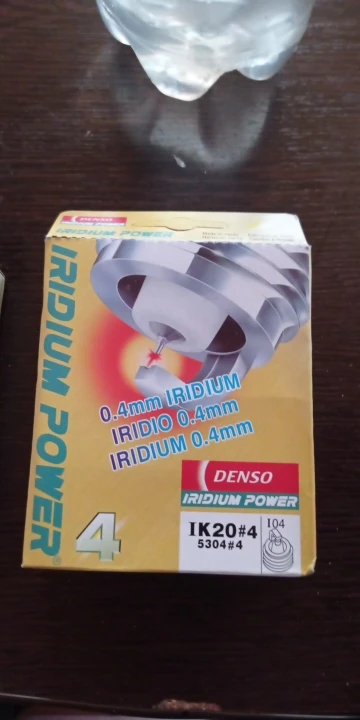 DENSO
IRIDIUM POWER
IRIDIUM POWER®
0.4mm IRIDIUM
IRIDIO 0.4mm
IRIDIUM 0.4mm
DENSO
IRIDIUM POWER
4
IK20#4
5304#4
I04